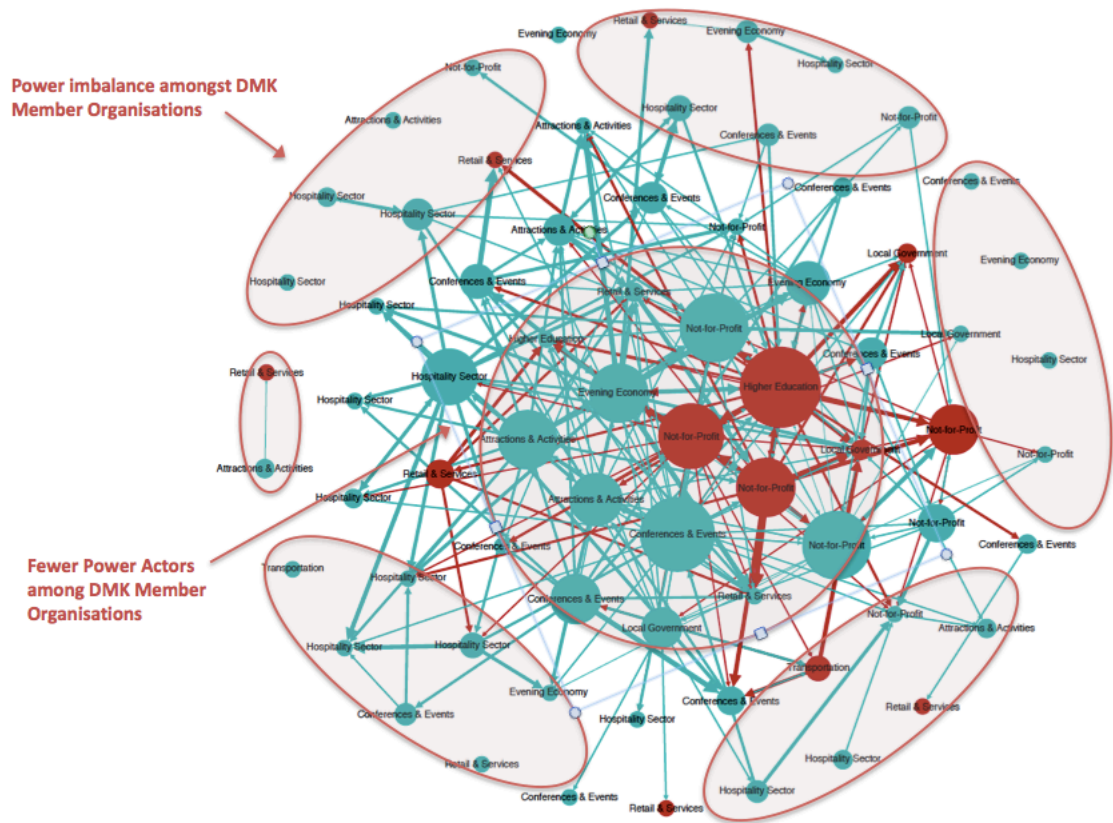 Retail & Services
Evening Economy
Evening Economy
Hospitality Sector
Not-for-Profit
Power imbalance amongst DMK
Member Organisations
Attractions & Activities
Hospitality Sector
Not-for-Profit
Attractions & Activities
Conferences & Events
Retail & Services
Conferences & Events
Conferences & Events
Hospitality Sector
Conferences & Events
Hospitality Sector
Not-for-Profit
Attractions & Activities
Local Government
Evening Economy
Hospitality Sector
Conferences & Events
Evening Economy
Retail & Services
Hospitality Sector
Not-for-Profit
Local Government
Higher Education
Conferences & Events
Hospitality Sector
Retail & Services
Hospitality Sector
Higher Education
Evening Economy
Hospitality Sector
Not-for-Profit
Not-for-Profit
Attractions & Activities
Local Government
Not-for-Profit
Attractions & Activities
Retail & Services
Not-for-Profit
Hospitality Sector
Attractions & Activities
Not-for-Profit
Conferences & Events
Not-for-Profit
Conferences & Events
Conferences & Events
Fewer Power Actors
among DMK Member
Organisations
Transportation
Hospitality Sector
Retail & Services
Conferences & Events
Not-for-Profit
Local Government
Attractions & Activities
Hospitality Sector
Hospitality Sector
Transportation
Evening Economy
Conferences & Events
Retail & Services
Conferences & Events
Hospitality Sector
Hospitality Sector
Retail & Services
Hospitality Sector
Conferences & Events
Retail & Services